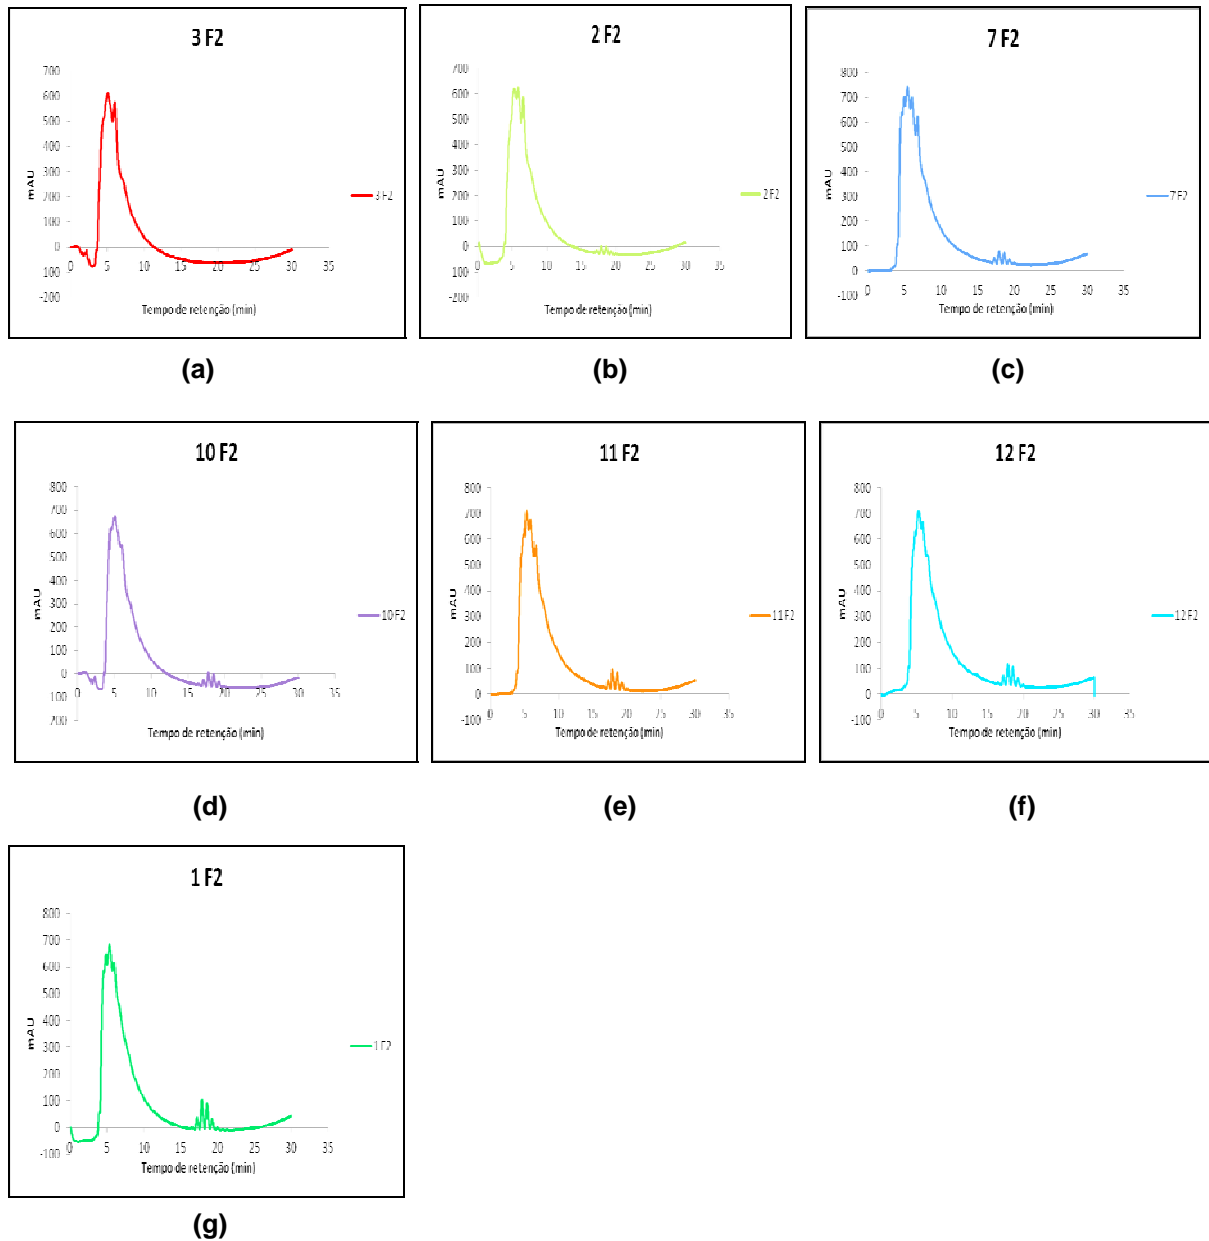 3 F2
700
600
500
400
300
200
100
0
100
-200
0 5 10 15 20 25 30 35
mAU
Tempo de retenção (min)
3 F2
(a)
2 F2
700
600
500
400
300
200
100
0
100
-200
0 5 10 15 20 25 30 35
mAU
Tempo de retenção (min)
2 F2
(b)
7 F2
800
700
600
500
400
300
200
100
0
-100
0 5 10 15 20 25 30 35
mAU
Tempo de retenção (min)
7 F2
(c)
10 F2
800
700
600
500
400
300
200
100
0
100
200
0 5 10 15 20 25 30 35
mAU
Tempo de retenção (min)
10 F2
(d)
11 F2
800
700
600
500
400
300
200
100
0
-100
0 5 10 15 20 25 30 35
mAU
Tempo de retenção (min)
11 F2
(e)
12 F2
800
700
600
500
400
300
200
100
0
-100
0 5 10 15 20 25 30 35
mAU
Tempo de retenção (min)
12 F2
(f)
1 F2
800
700
600
500
400
300
200
100
0
-100
0 5 10 15 20 25 30 35
mAU
Tempo de retenção (min)
1 F2
(g)